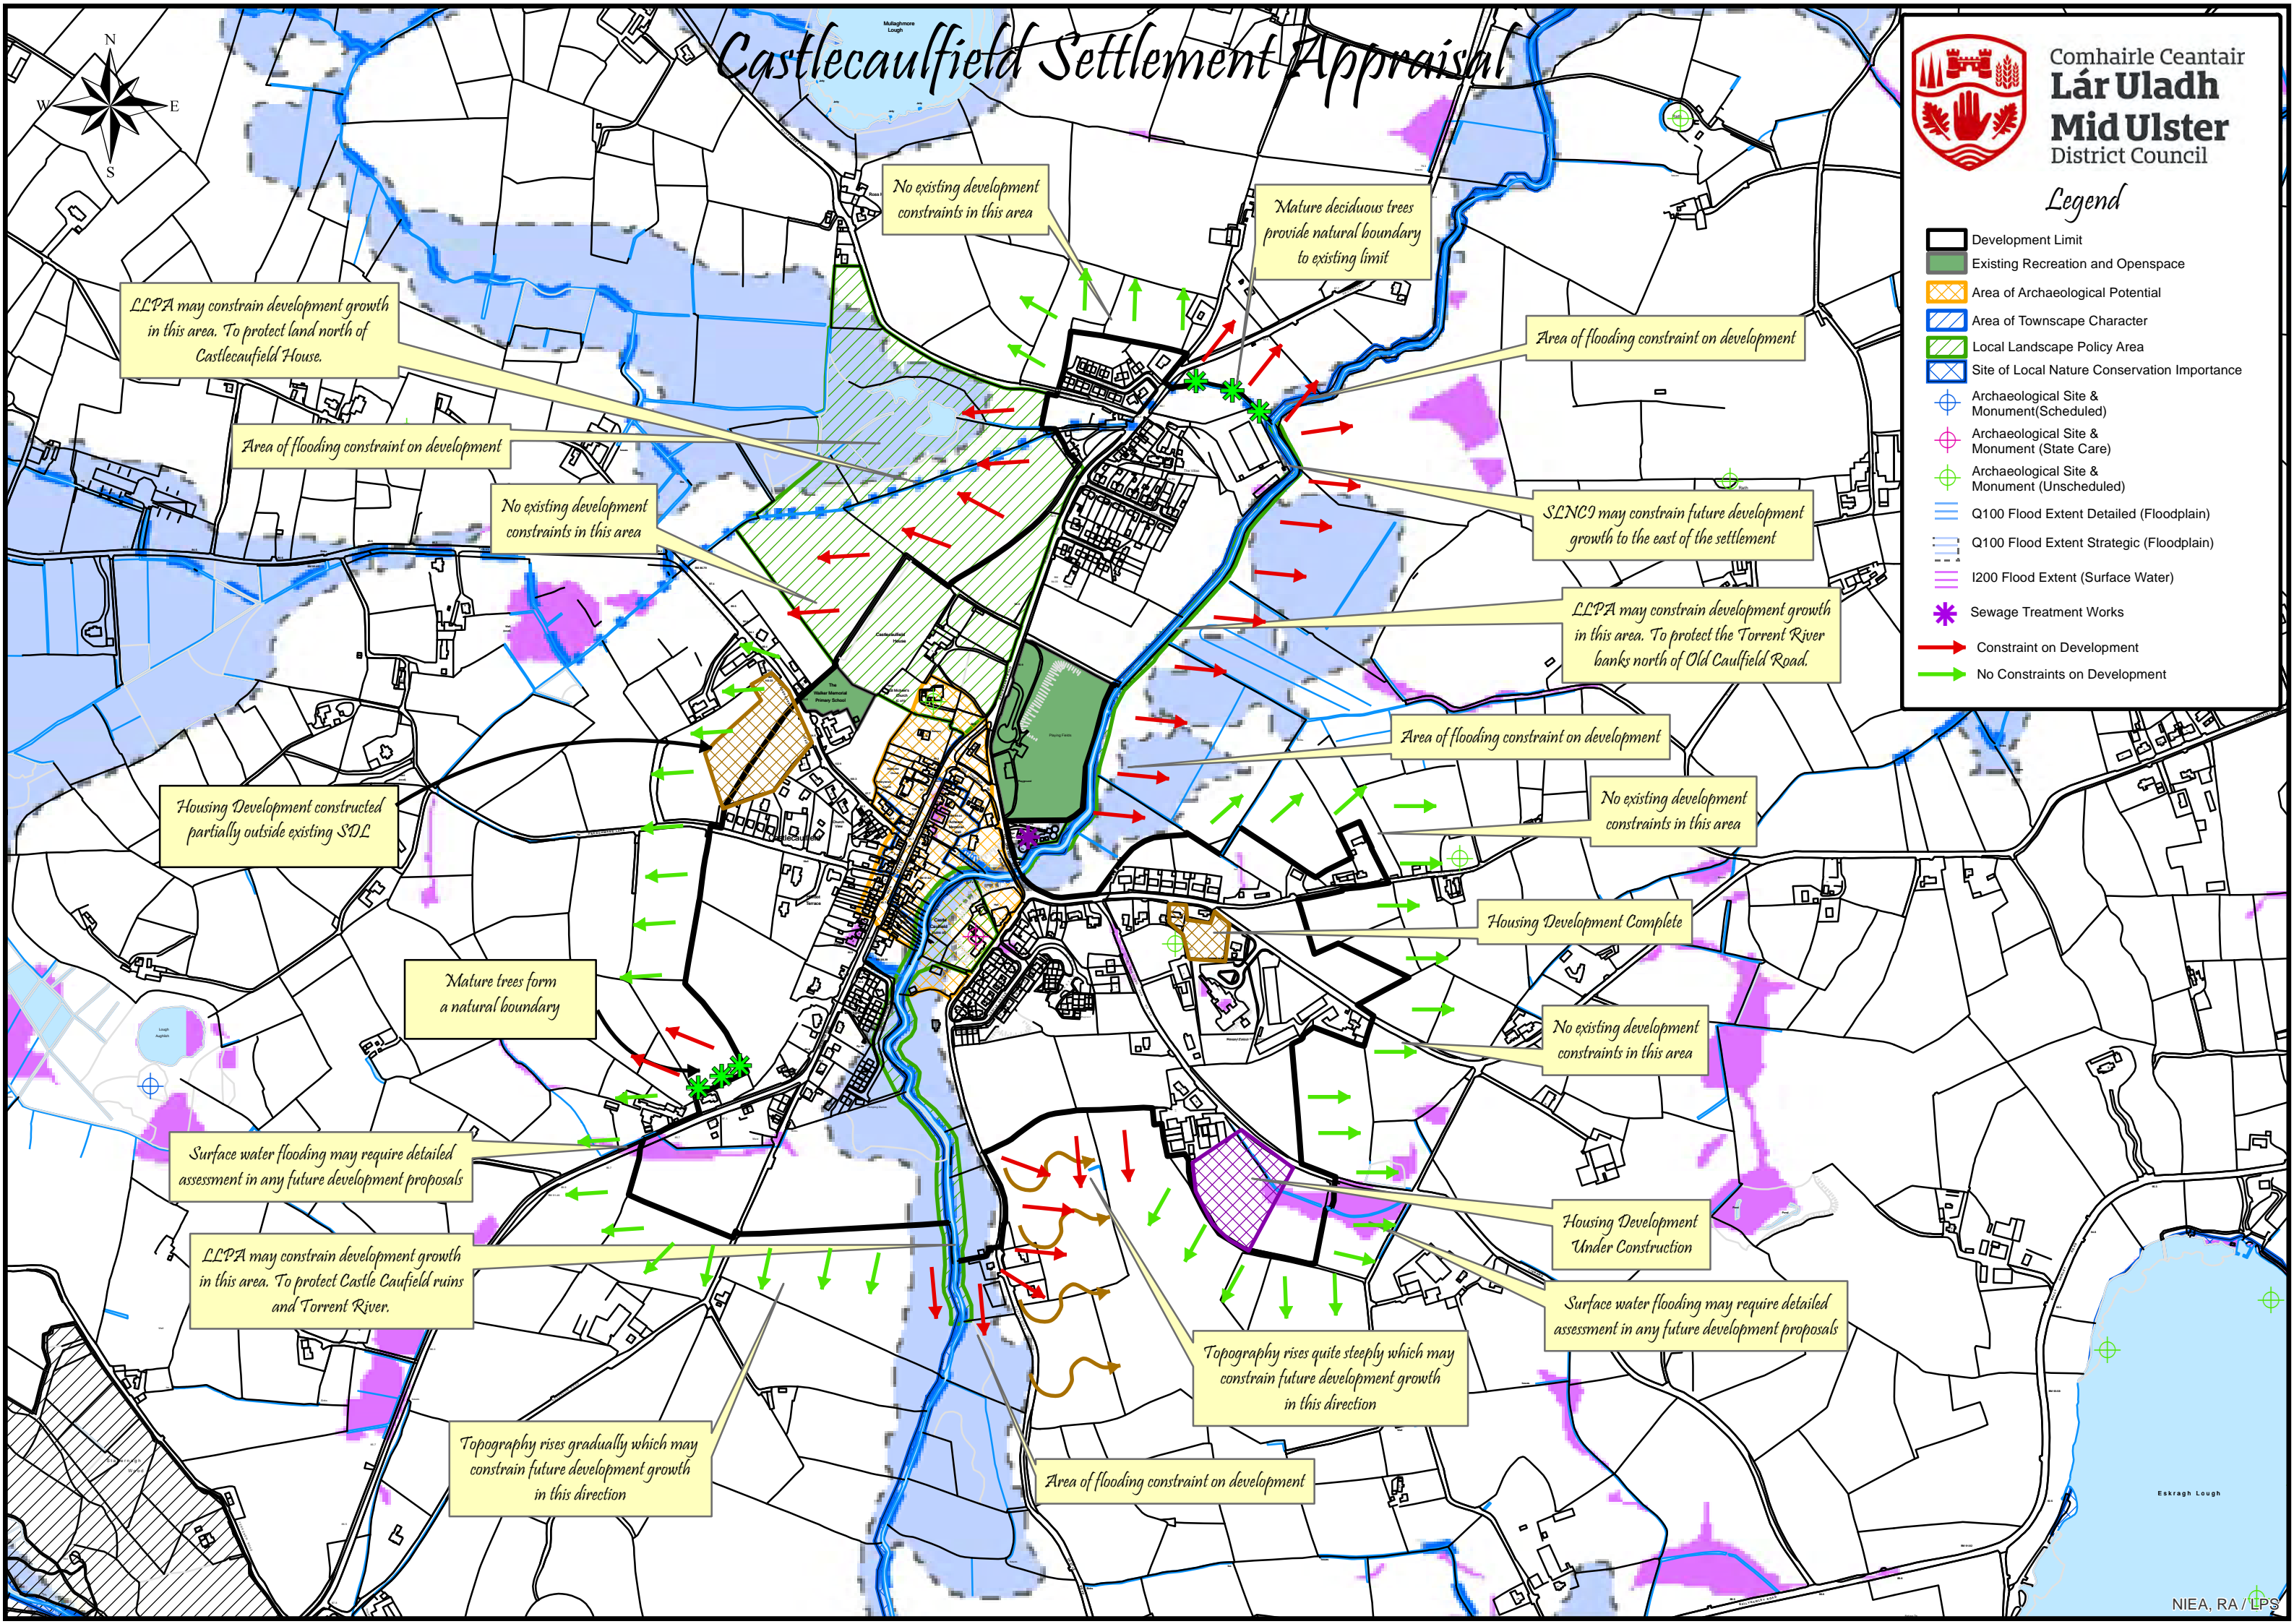 Castlecaulfield Settlement Appraisal
Mullaghmore
Lough
N
W
E
S
Comhairle Ceantair
Lár Uladh
Mid Ulster
District Council
Legend
Development Limit
Existing Recreation and Openspace
Area of Archaeological Potential
Area of Townscape Character
Local Landscape Policy Area
Site of Local Nature Conservation Importance
Archaeological Site &
Monument(Scheduled)
Archaeological Site &
Monument (State Care)
Archaeological Site &
Monument (Unscheduled)
Q100 Flood Extent Detailed (Floodplain)
Q100 Flood Extent Strategic (Floodplain)
I200 Flood Extent (Surface Water)
Sewage Treatment Works
Constraint on Development
No Constraints on Development
No existing development
constraints in this area
Mature deciduous trees
provide natural boundary
to existing limit
LLPA may constrain development growth
in this area. To protect land north of
Castlecaufield House.
Area of flooding constraint on development
Area of flooding constraint on development
No existing development
constraints in this area
SLNCI may constrain future development
growth to the east of the settlement
LLPA may constrain development growth
in this area. To protect the Torrent River
banks north of Old Caulfield Road.
Castlecaulfield
House
The
Walker Memorial
Primary School
Playing Fields
Area of flooding constraint on development
Housing Development constructed
partially outside existing SDL
No existing development
constraints in this area
Castlecaulfield
Housing Development Complete
Mature trees form
a natural boundary
No existing development
constraints in this area
Lough
Surface water flooding may require detailed
assessment in any future development proposals
Housing Development
Under Construction
LLPA may constrain development growth
in this area. To protect Castle Caufield ruins
and Torrent River.
Surface water flooding may require detailed
assessment in any future development proposals
Topography rises quite steeply which may
constrain future development growth
in this direction
Topography rises gradually which may
constrain future development growth
in this direction
Area of flooding constraint on development
Eskragh Lough
NIEA, RA / LPS